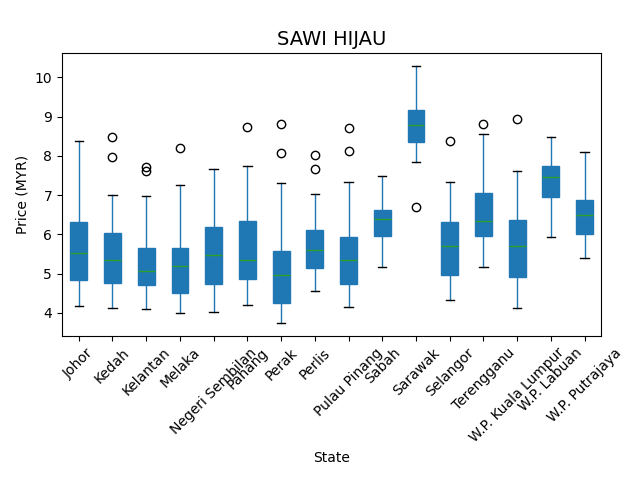 SAWI HIJAU
Price (MYR)
10
9
8
7
6
5
4
Johor
Kedah
Kelantan
Melaka
Negeri Sembilan
Pahang
Perak
Perlis
Pulau Pinang
Sabah
Sarawak
Selangor
Terengganu
W.P. Kuala Lumpur
W.P. Labuan
W.P. Putrajaya
State